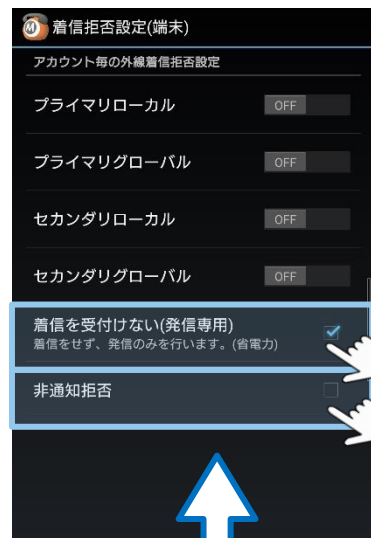 着信拒否設定(端末)
アカウント毎の外線着信拒否設定
プライマリローカル OFF
プライマリグローバル OFF
セカンダリローカル OFF
セカンダリグローバル OFF
着信を受付けない(発信専用)
着信をせず、発信のみを行います。(省電力)
非通知拒否